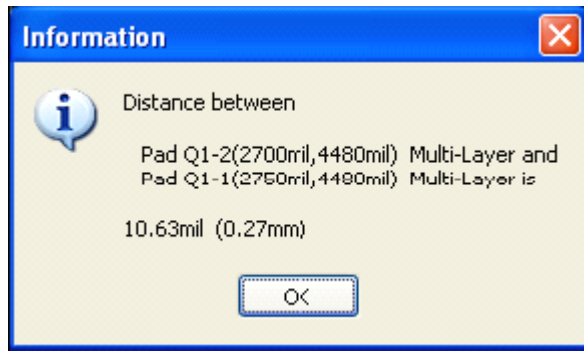 Information
Distance between
Pad Q1-2(2700mil,4480mil) Multi-Layer and
Pad Q1-1(2750mil,4480mil) Multi-Layer is
10.63mil (0.27mm)
OK